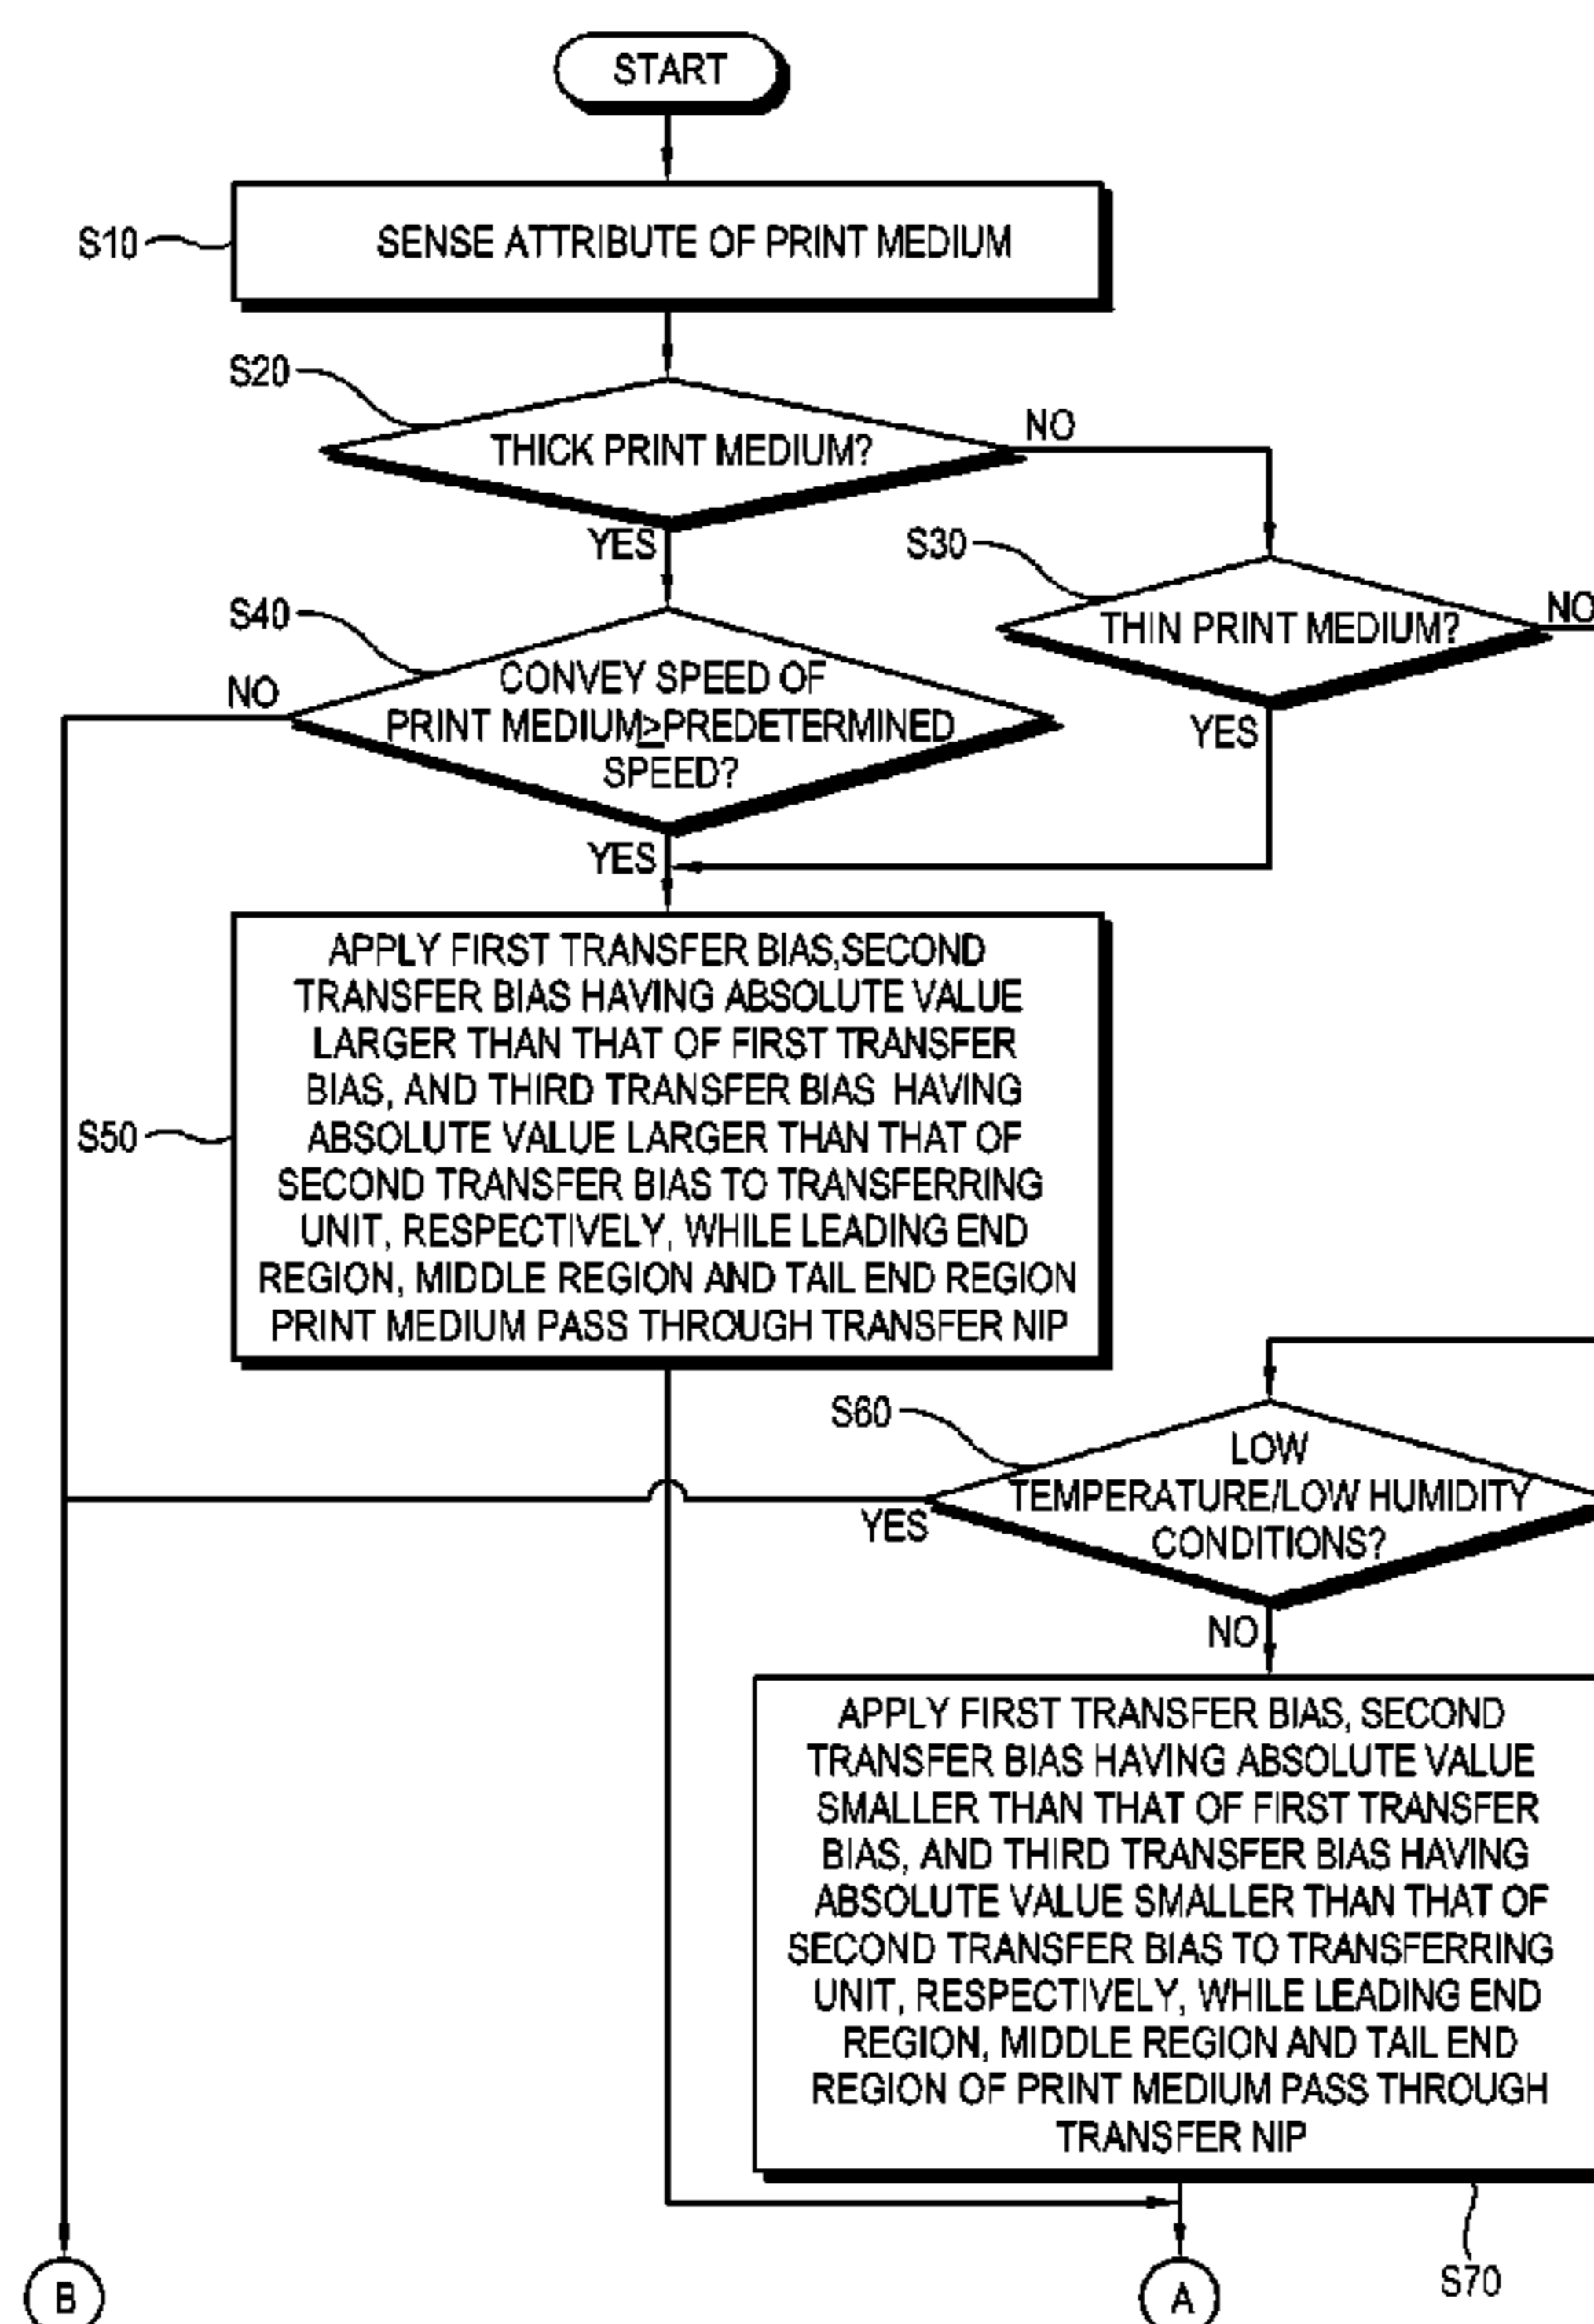 START
S10
SENSE ATTRIBUTE OF PRINT MEDIUM
S20
THICK PRINT MEDIUM?
NO
YES
S30
THIN PRINT MEDIUM?
NO
YES
S40
CONVEY SPEED OF
PRINT MEDIUM≥PREDETERMINED
SPEED?
NO
YES
S50
APPLY FIRST TRANSFER BIAS,SECOND
TRANSFER BIAS HAVING ABSOLUTE VALUE
LARGER THAN THAT OF FIRST TRANSFER
BIAS, AND THIRD TRANSFER BIAS HAVING
ABSOLUTE VALUE LARGER THAN THAT OF
SECOND TRANSFER BIAS TO TRANSFERRING
UNIT, RESPECTIVELY, WHILE LEADING END
REGION, MIDDLE REGION AND TAIL END REGION
PRINT MEDIUM PASS THROUGH TRANSFER NIP
S60
LOW
TEMPERATURE/LOW HUMIDITY
CONDITIONS?
YES
NO
APPLY FIRST TRANSFER BIAS, SECOND
TRANSFER BIAS HAVING ABSOLUTE VALUE
SMALLER THAN THAT OF FIRST TRANSFER
BIAS, AND THIRD TRANSFER BIAS HAVING
ABSOLUTE VALUE SMALLER THAN THAT OF
SECOND TRANSFER BIAS TO TRANSFERRING
UNIT, RESPECTIVELY, WHILE LEADING END
REGION, MIDDLE REGION AND TAIL END
REGION OF PRINT MEDIUM PASS THROUGH
TRANSFER NIP
S70
B
A